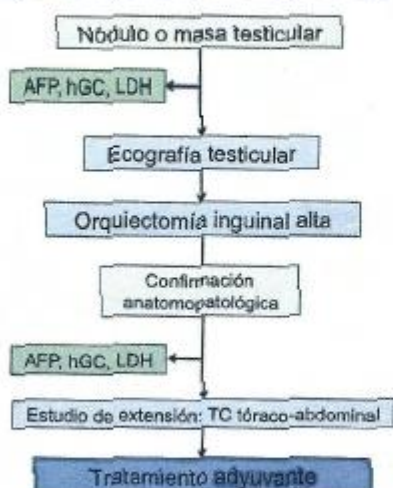 Nódulo o masa testicular
AFP, hGC, LDH
Ecografía testicular
Orquiectomía inguinal alta
Confirmación
anatomopatológica
AFP, hGC, LDH
Estudio de extensión: TC tóraco-abdominal
Tratamiento adyuvante